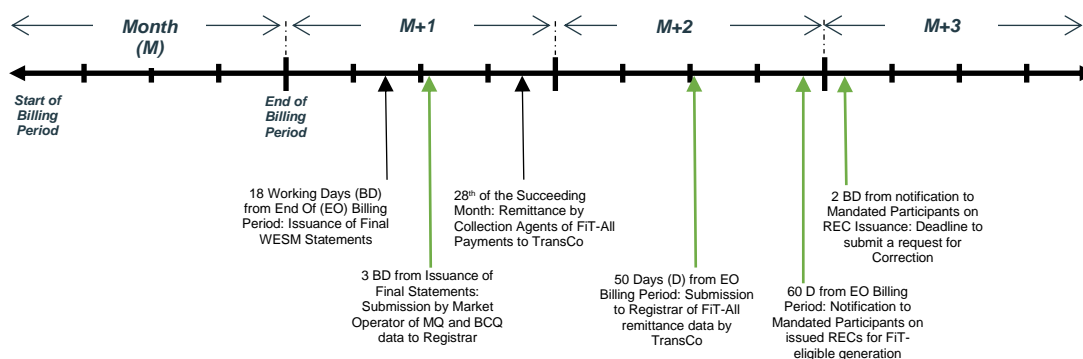 Month
(M)
M+1
M+2
M+3
Start of
Billing
Period
End of
Billing
Period
18 Working Days (BD)
from End Of (EO) Billing
Period: Issuance of Final
WESM Statements
28th of the Succeeding
Month: Remittance by
Collection Agents of FiT-All
Payments to TransCo
2 BD from notification to
Mandated Participants on
REC Issuance: Deadline to
submit a request for
Correction
3 BD from Issuance of
Final Statements:
Submission by Market
Operator of MQ and BCQ
data to Registrar
50 Days (D) from EO
Billing Period: Submission
to Registrar of FiT-All
remittance data by
TransCo
60 D from EO Billing
Period: Notification to
Mandated Participants on
issued RECs for FiT-
eligible generation